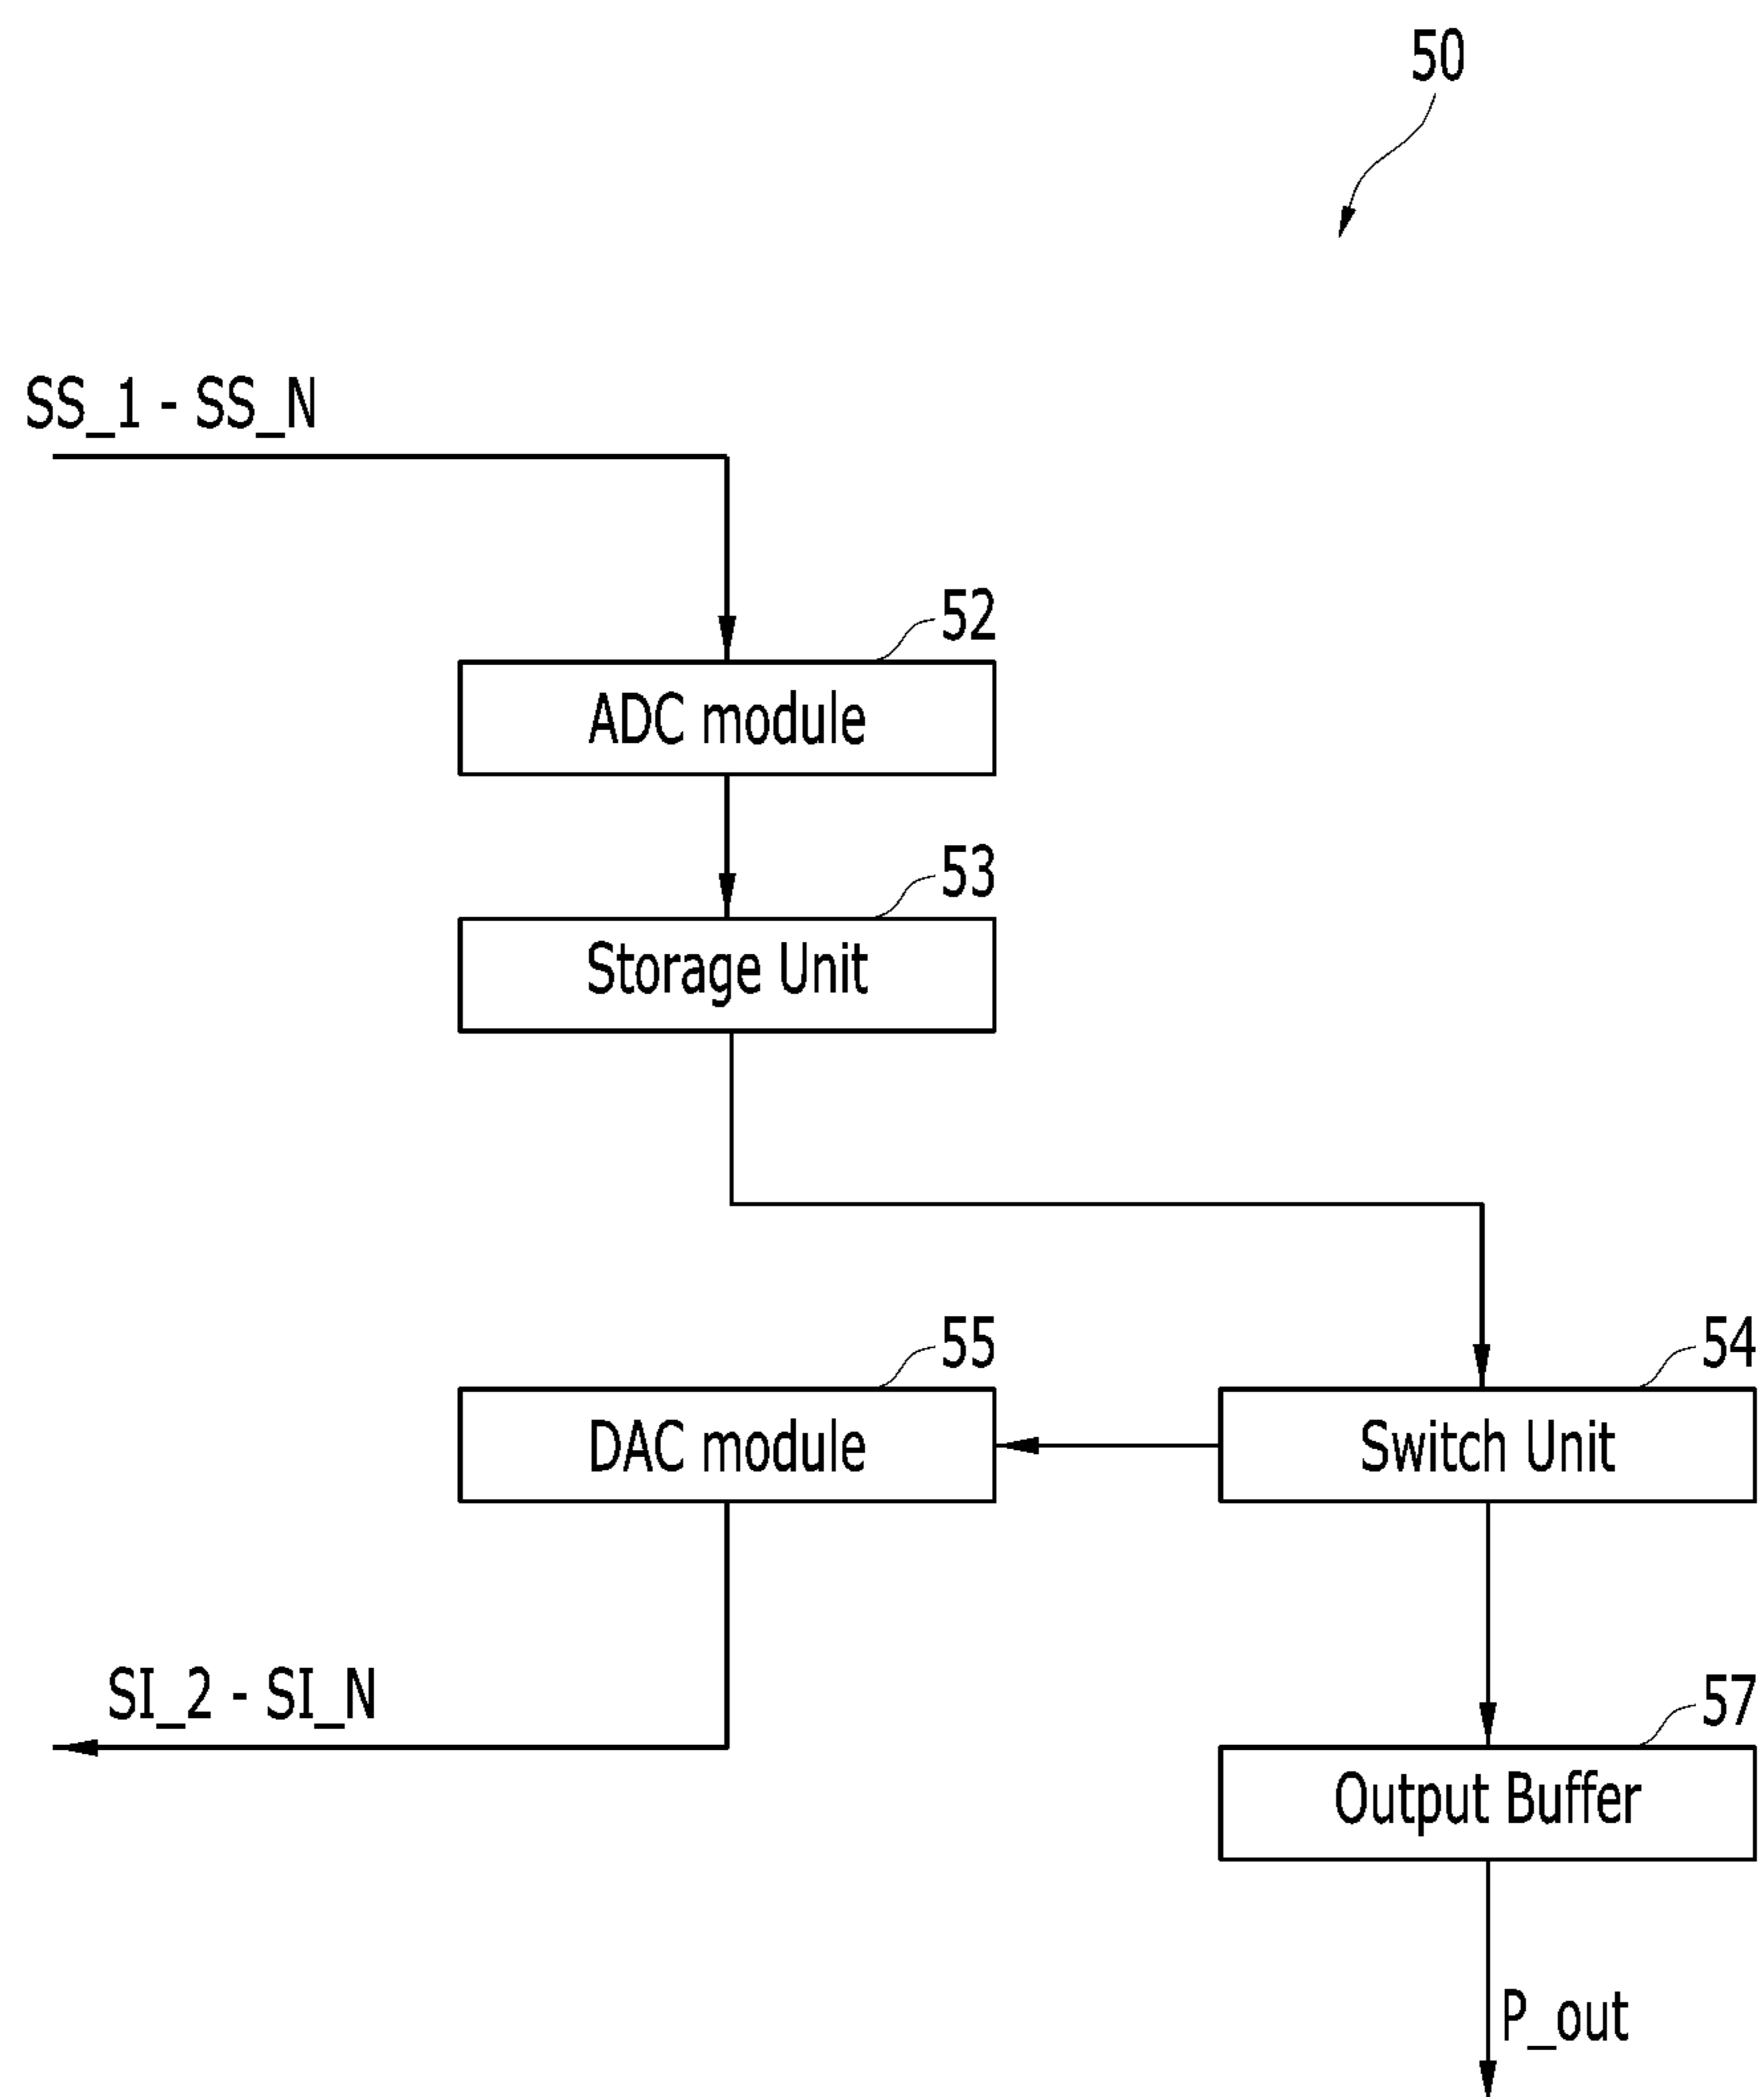 50
SS_1 - SS_N
52
ADC module
53
Storage Unit
55
54
DAC module
Switch Unit
SI_2 - SI_N
57
Output Buffer
P_out